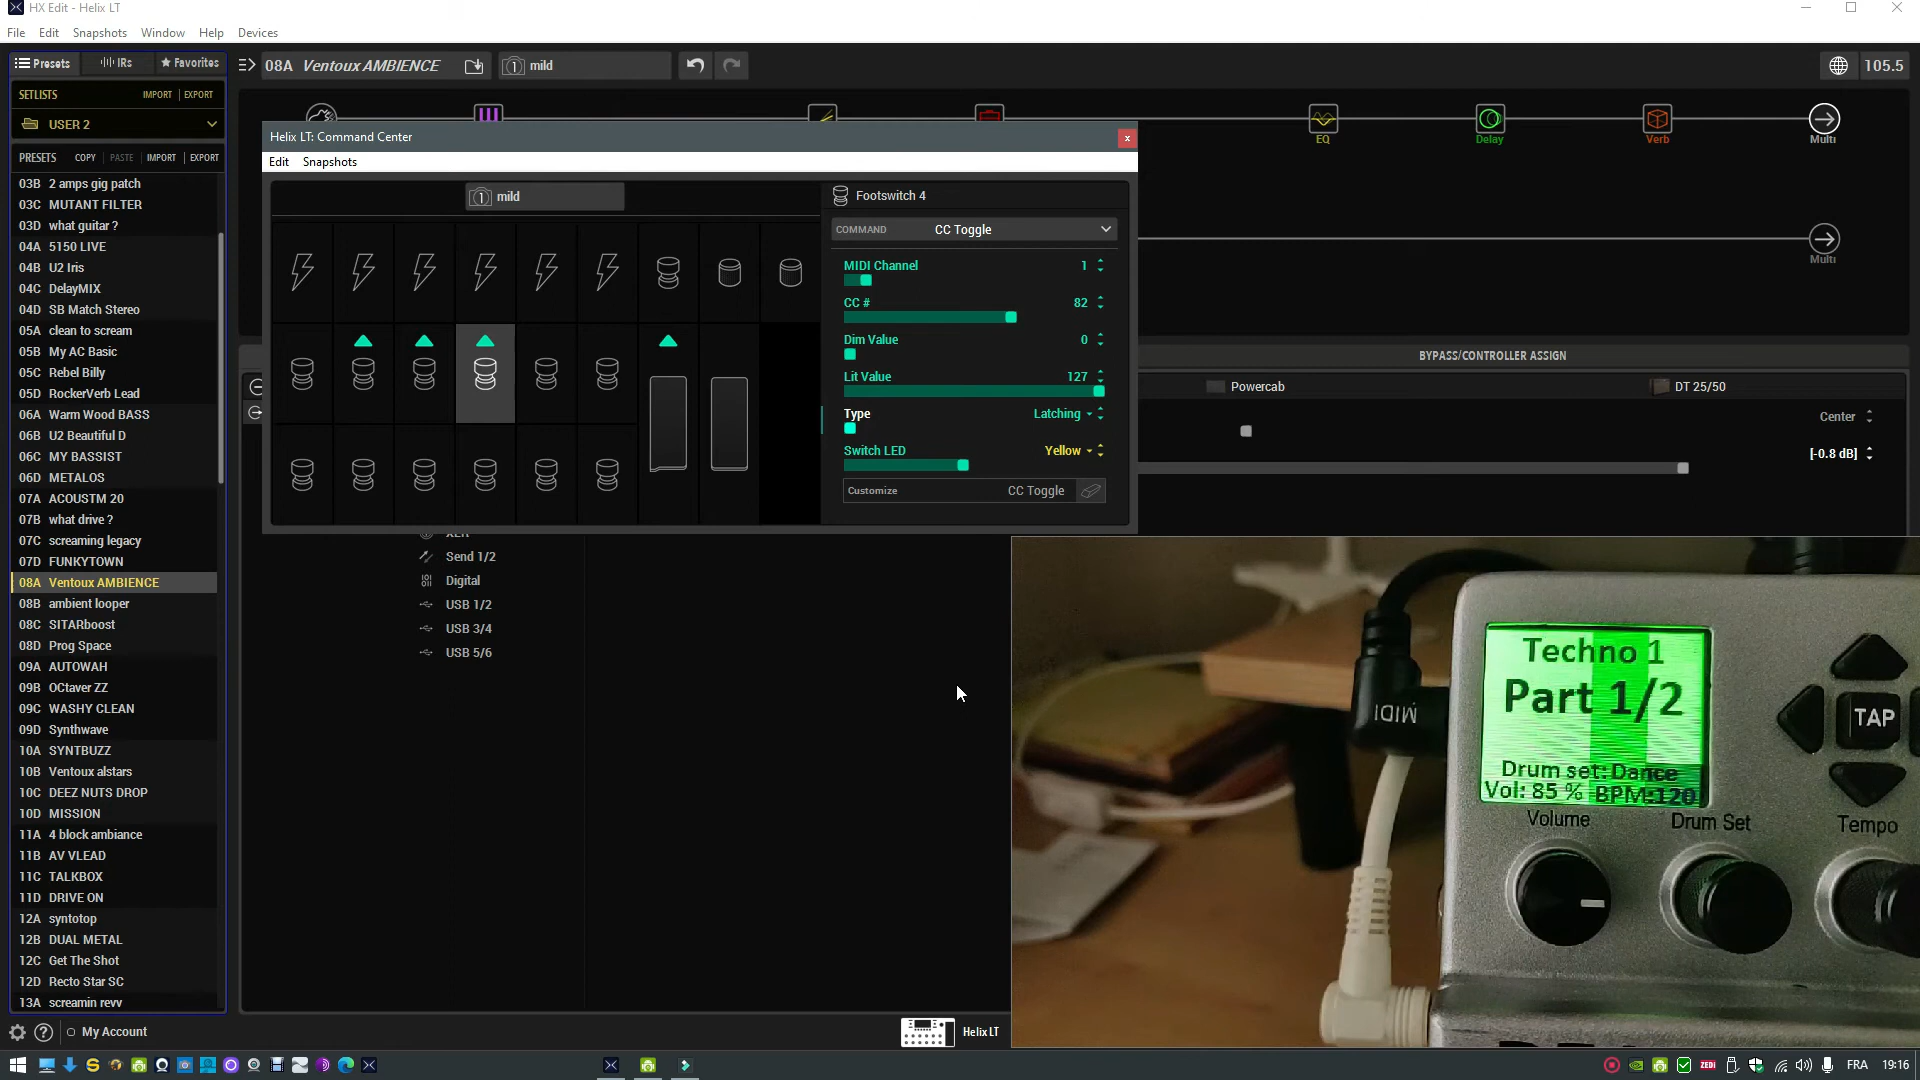 HX Edit - Helix LT
File Edit Snapshots Window Help Devices
Presets IRs Favorites
08A Ventoux AMBIENCE
1 mild
105.5
SETLISTS IMPORT | EXPORT
USER 2
PRESETS COPY PASTE IMPORT EXPORT
03B 2 amps gig patch
03C MUTANT FILTER
03D what guitar ?
04A 5150 LIVE
04B U2 Iris
04C DelayMIX
04D SB Match Stereo
05A clean to scream
05B My AC Basic
05C Rebel Billy
05D RockerVerb Lead
06A Warm Wood BASS
06B U2 Beautiful D
06C MY BASSIST
06D METALOS
07A ACOUSTM 20
07B what drive ?
07C screaming legacy
07D FUNKYTOWN
08A Ventoux AMBIENCE
08B ambient looper
08C SITARboost
08D Prog Space
09A AUTOWAH
09B OCtaver ZZ
09C WASHY CLEAN
09D Synthwave
10A SYNTBUZZ
10B Ventoux alstars
10C DEEZ NUTS DROP
10D MISSION
11A 4 block ambiance
11B AV VLEAD
11C TALKBOX
11D DRIVE ON
12A syntotop
12B DUAL METAL
12C Get The Shot
12D Recto Star SC
13A screamin revv
My Account
EQ
Delay
Verb
Multi
Multi
Helix LT: Command Center
x
Edit Snapshots
1 mild
Footswitch 4
COMMAND CC Toggle
MIDI Channel 1
CC # 82
Dim Value 0
Lit Value 127
Type Latching
Switch LED Yellow
Customize CC Toggle
BYPASS/CONTROLLER ASSIGN
Powercab
DT 25/50
Center
[-0.8 dB]
Send 1/2
Digital
USB 1/2
USB 3/4
USB 5/6
Helix LT
MIDI
Techno 1
Part 1/2
Drum set:Dance
Vol: 85 % BPM:120
TAP
Volume
Drum Set
Tempo
ZEDI
FRA
19:16